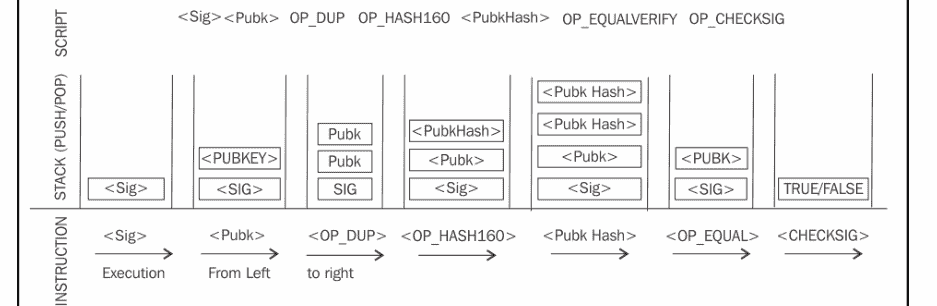 SCRIPT
<Sig> <Pubk> OP_DUP OP_HASH160 <PubkHash> OP_EQUALVERIFY OP_CHECKSIG
STACK (PUSH/POP)
<Pubk Hash>
Pubk <PubkHash> <Pubk Hash>
<PUBKEY> Pubk <Pubk> <Pubk> <PUBK>
<Sig> <SIG> SIG <Sig> <Sig> <SIG> TRUE/FALSE
INSTRUCTION
<Sig> <Pubk> <OP_DUP> <OP_HASH160> <Pubk Hash> <OP_EQUAL> <CHECKSIG>
Execution From Left to right